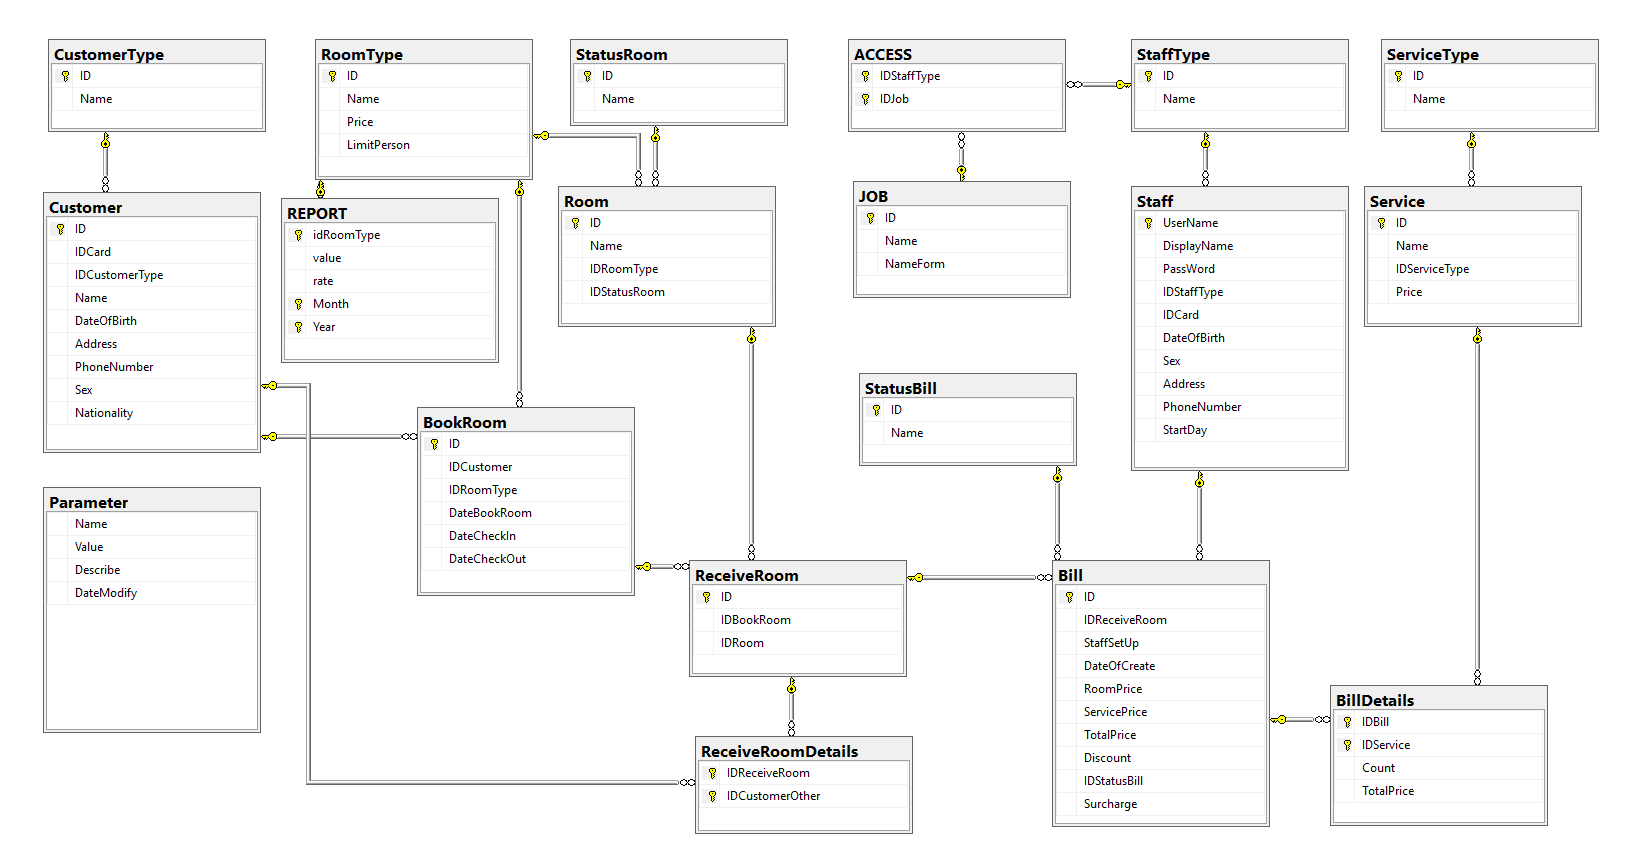 CustomerType
ID
Name
RoomType
ID
Name
Price
LimitPerson
StatusRoom
ID
Name
ACCESS
IDStaffType
IDJob
StaffType
ID
Name
ServiceType
ID
Name
Customer
ID
IDCard
IDCustomerType
Name
DateOfBirth
Address
PhoneNumber
Sex
Nationality
REPORT
idRoomType
value
rate
Month
Year
Room
ID
Name
IDRoomType
IDStatusRoom
JOB
ID
Name
NameForm
Staff
UserName
DisplayName
PassWord
IDStaffType
IDCard
DateOfBirth
Sex
Address
PhoneNumber
StartDay
Service
ID
Name
IDServiceType
Price
StatusBill
ID
Name
BookRoom
ID
IDCustomer
IDRoomType
DateBookRoom
DateCheckIn
DateCheckOut
Parameter
Name
Value
Describe
DateModify
ReceiveRoom
ID
IDBookRoom
IDRoom
Bill
ID
IDReceiveRoom
StaffSetUp
DateOfCreate
RoomPrice
ServicePrice
TotalPrice
Discount
IDStatusBill
Surcharge
BillDetails
IDBill
IDService
Count
TotalPrice
ReceiveRoomDetails
IDReceiveRoom
IDCustomerOther